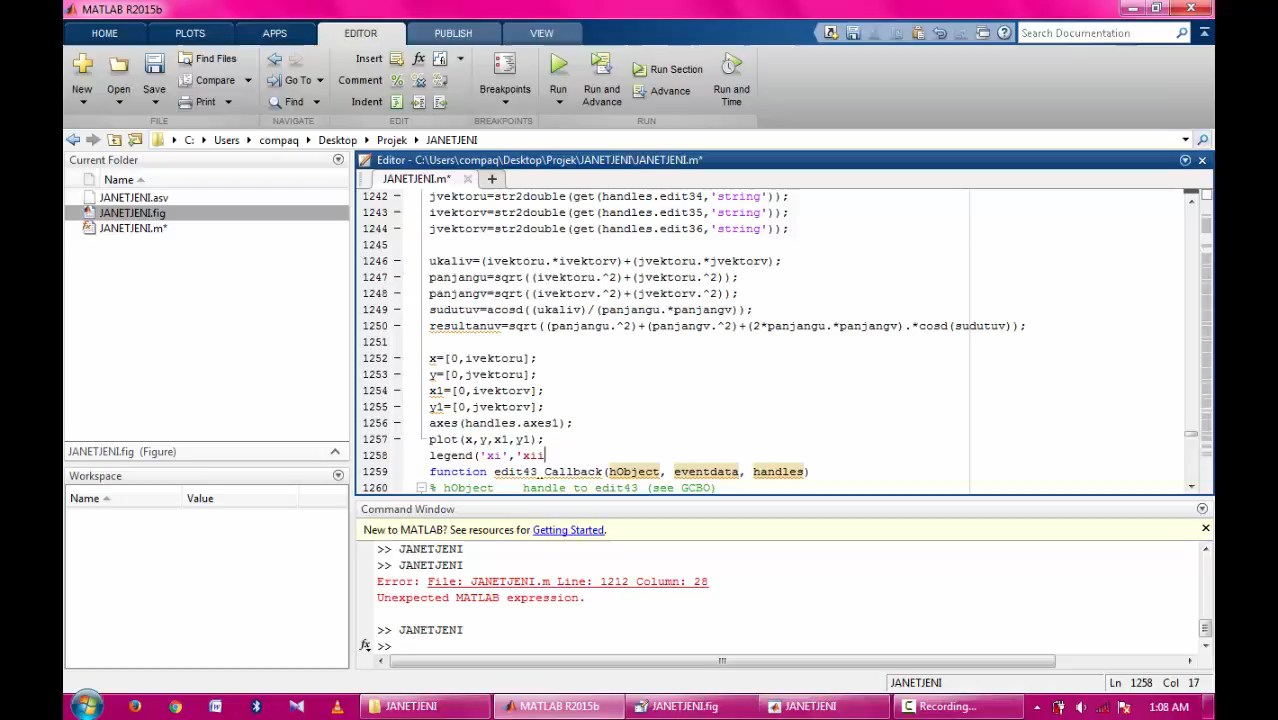 MATLAB R2015b
HOME PLOTS APPS EDITOR PUBLISH VIEW Search Documentation
New Open Save Find Files Compare Print Go To Find Insert fx Comment Indent Breakpoints Run Run and Advance Run Section Advance Run and Time
FILE NAVIGATE EDIT BREAKPOINTS RUN
C: Users compaq Desktop Projek JANETJENI
Current Folder
Name
JANETJENI.asv
JANETJENI.fig
JANETJENI.m*
JANETJENI.fig (Figure)
Workspace
Name Value
Editor - C:\Users\compaq\Desktop\Projek\JANETJENI\JANETJENI.m*
JANETJENI.m*
1242 - jvektoru=str2double(get(handles.edit34,'string'));
1243 - ivektorv=str2double(get(handles.edit35,'string'));
1244 - jvektorv=str2double(get(handles.edit36,'string'));
1245
1246 - ukaliv=(ivektoru.*ivektorv)+(jvektoru.*jvektorv);
1247 - panjangu=sqrt((ivektoru.^2)+(jvektoru.^2));
1248 - panjangv=sqrt((ivektorv.^2)+(jvektorv.^2));
1249 - sudutuv=acosd((ukaliv)/(panjangu.*panjangv));
1250 - resultanuv=sqrt((panjangu.^2)+(panjangv.^2)+(2*panjangu.*panjangv).*cosd(sudutuv));
1251
1252 - x=[0,ivektoru];
1253 - y=[0,jvektoru];
1254 - x1=[0,ivektorv];
1255 - y1=[0,jvektorv];
1256 - axes(handles.axes1);
1257 - plot(x,y,x1,y1);
1258 legend('xi','xii
1259 function edit43_Callback(hObject, eventdata, handles)
1260 % hObject handle to edit43 (see GCBO)
Command Window
New to MATLAB? See resources for Getting Started.
>> JANETJENI
>> JANETJENI
Error: File: JANETJENI.m Line: 1212 Column: 28
Unexpected MATLAB expression.
>> JANETJENI
fx >>
JANETJENI Ln 1258 Col 17
JANETJENI MATLAB R2015b JANETJENI.fig JANETJENI Recording... 1:08 AM